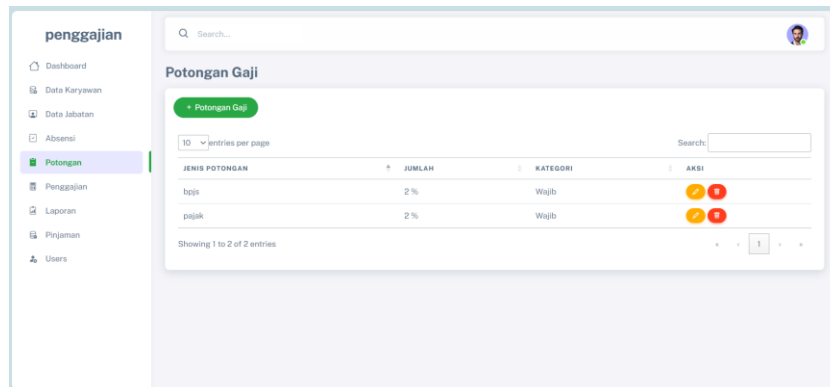 penggajian
Search...
Dashboard
Data Karyawan
Data Jabatan
Absensi
Potongan
Penggajian
Laporan
Pinjaman
Users
Potongan Gaji
+ Potongan Gaji
10 entries per page
Search:
JENIS POTONGAN JUMLAH KATEGORI AKSI
bpjs 2 % Wajib
pajak 2 % Wajib
Showing 1 to 2 of 2 entries
« ‹ 1 › »